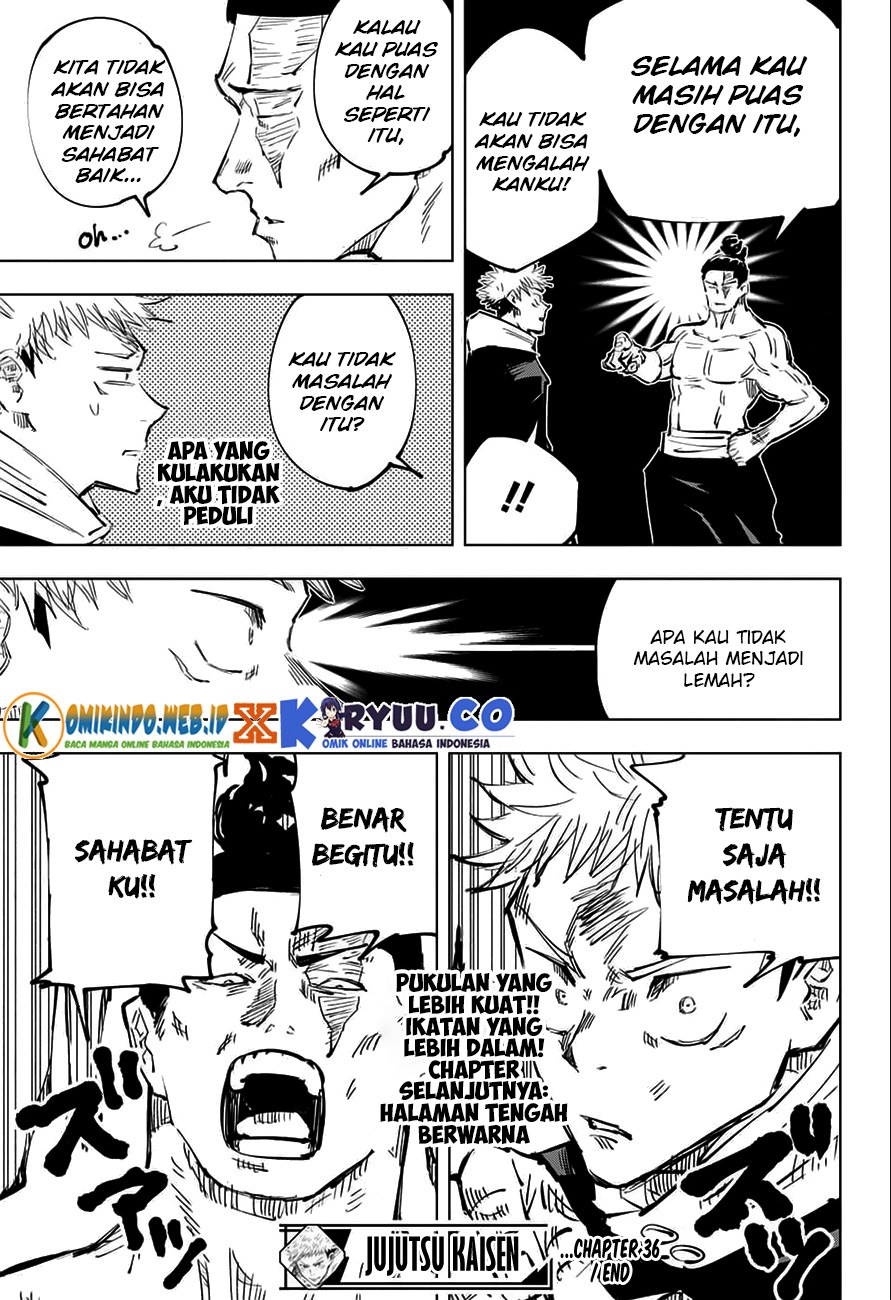 SELAMA KAU
MASIH PUAS
DENGAN ITU,
KAU TIDAK
AKAN BISA
MENGALAH
KANKU!
!!
KALAU
KAU PUAS
DENGAN
HAL
SEPERTI
ITU,
KITA TIDAK
AKAN BISA
BERTAHAN
MENJADI
SAHABAT
BAIK...
oh...
KAU TIDAK
MASALAH
DENGAN
ITU?
APA YANG
KULAKUKAN
, AKU TIDAK
PEDULI
APA KAU TIDAK
MASALAH MENJADI
LEMAH?
KOMIKINDO.WEB.ID
BACA MANGA ONLINE BAHASA INDONESIA
X
KIRYUU.CO
OMIK ONLINE BAHASA INDONESIA
TENTU
SAJA
MASALAH!!
BENAR
BEGITU!!
SAHABAT
KU!!
PUKULAN YANG
LEBIH KUAT!!
IKATAN YANG
LEBIH DALAM!
CHAPTER
SELANJUTNYA:
HALAMAN TENGAH
BERWARNA
ズズ
ズアッ
JUJUTSU KAISEN
...CHAPTER 36
/ END